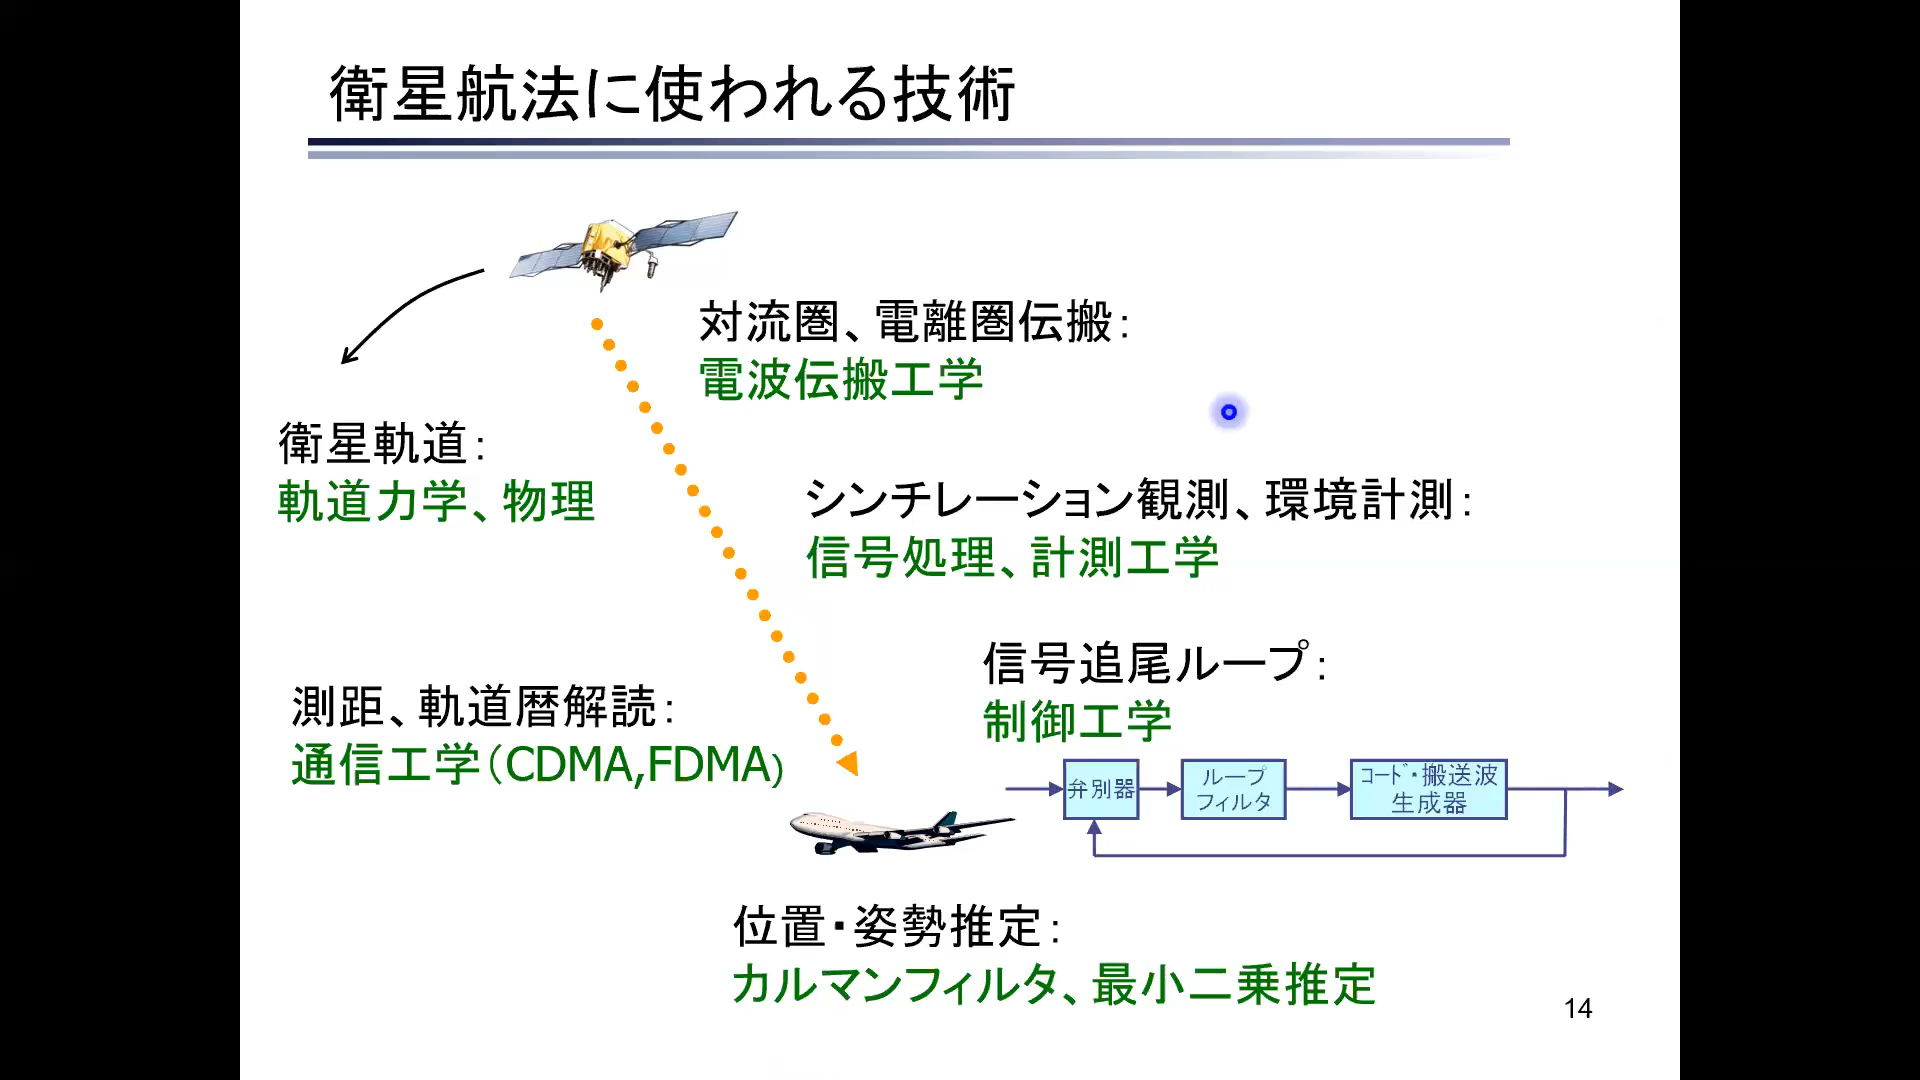 衛星航法に使われる技術
対流圏、電離圏伝搬：
電波伝搬工学
衛星軌道：
軌道力学、物理
シンチレーション観測、環境計測：
信号処理、計測工学
信号追尾ループ：
制御工学
測距、軌道暦解読：
通信工学（CDMA,FDMA）
弁別器
ループ
フィルタ
ｺｰﾄﾞ・搬送波
生成器
位置・姿勢推定：
カルマンフィルタ、最小二乗推定
14